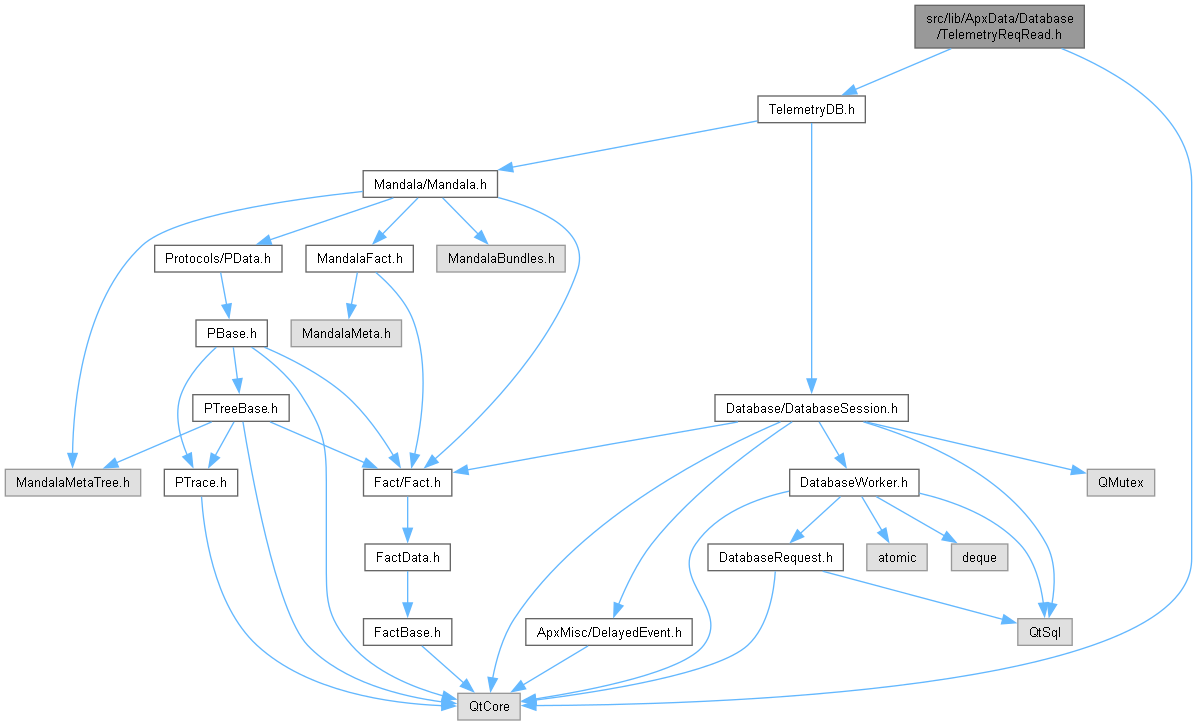 src/lib/ApxData/Database
/TelemetryReqRead.h
TelemetryDB.h
Mandala/Mandala.h
Protocols/PData.h
MandalaFact.h
MandalaBundles.h
PBase.h
MandalaMeta.h
PTreeBase.h
Database/DatabaseSession.h
MandalaMetaTree.h
PTrace.h
Fact/Fact.h
DatabaseWorker.h
QMutex
FactData.h
DatabaseRequest.h
atomic
deque
FactBase.h
ApxMisc/DelayedEvent.h
QtSql
QtCore